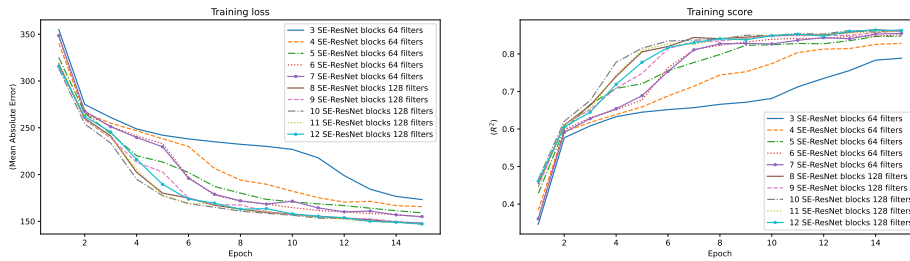 Training loss
(Mean Absolute Error)
350
300
250
200
150
2
4
6
8
10
12
14
Epoch
3 SE-ResNet blocks 64 filters
4 SE-ResNet blocks 64 filters
5 SE-ResNet blocks 64 filters
6 SE-ResNet blocks 64 filters
7 SE-ResNet blocks 64 filters
8 SE-ResNet blocks 128 filters
9 SE-ResNet blocks 128 filters
10 SE-ResNet blocks 128 filters
11 SE-ResNet blocks 128 filters
12 SE-ResNet blocks 128 filters
Training score
(R²)
0.8
0.7
0.6
0.5
0.4
2
4
6
8
10
12
14
Epoch
3 SE-ResNet blocks 64 filters
4 SE-ResNet blocks 64 filters
5 SE-ResNet blocks 64 filters
6 SE-ResNet blocks 64 filters
7 SE-ResNet blocks 64 filters
8 SE-ResNet blocks 128 filters
9 SE-ResNet blocks 128 filters
10 SE-ResNet blocks 128 filters
11 SE-ResNet blocks 128 filters
12 SE-ResNet blocks 128 filters